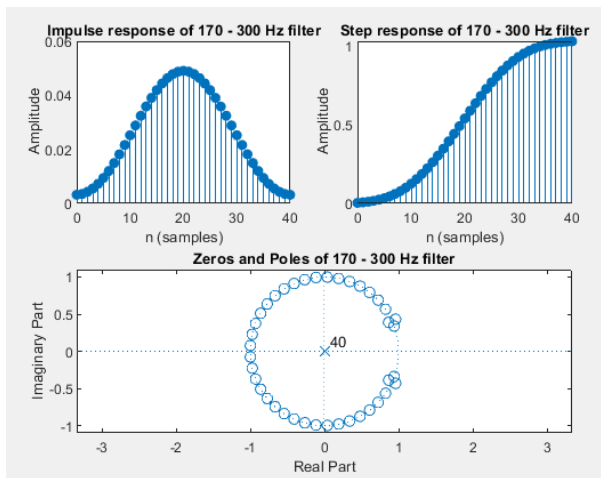 Impulse response of 170 - 300 Hz filter
0.06
0.04
0.02
0
Amplitude
0 10 20 30 40
n (samples)
Step response of 170 - 300 Hz filter
1
0.5
0
Amplitude
0 10 20 30 40
n (samples)
Zeros and Poles of 170 - 300 Hz filter
1
0.5
0
-0.5
-1
Imaginary Part
40
-3 -2 -1 0 1 2 3
Real Part